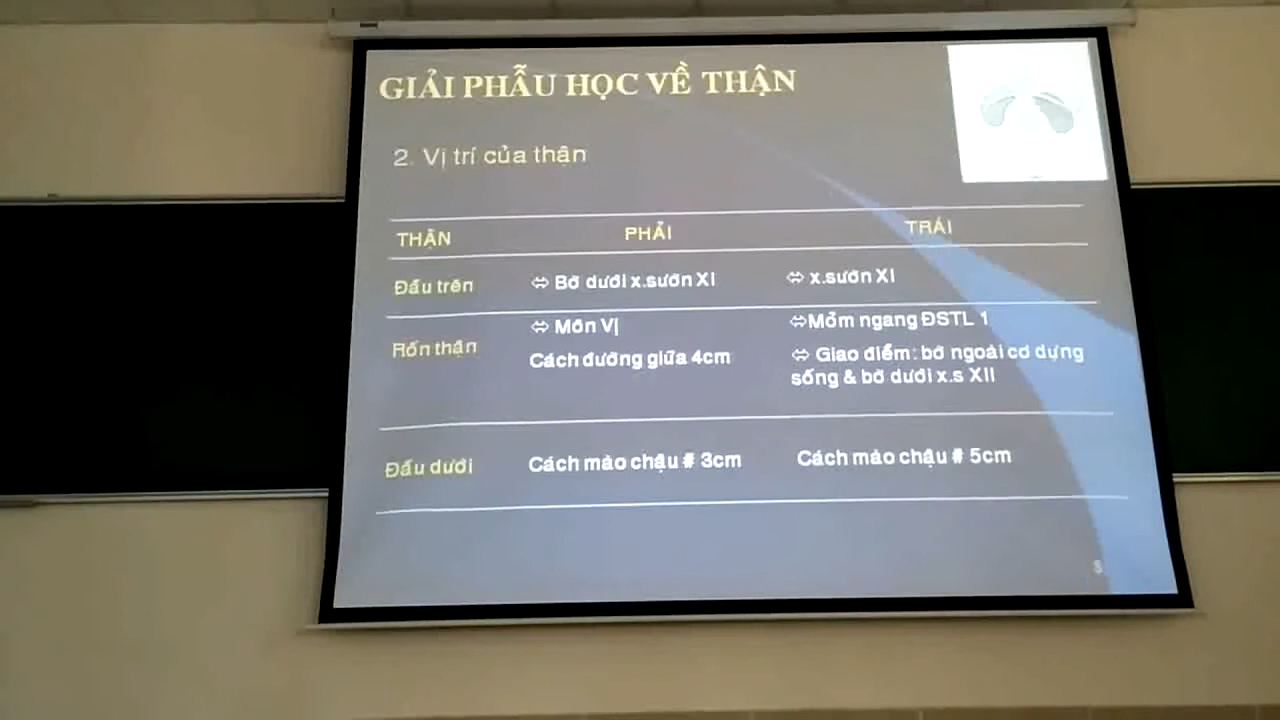 GIẢI PHẪU HỌC VỀ THẬN
2. Vị trí của thận
THẬN PHẢI TRÁI
Đầu trên ⬄ Bờ dưới x.sườn XI ⬄ x.sườn XI
Rốn thận ⬄ Môn Vị ⬄Mỏm ngang ĐSTL 1
Cách đường giữa 4cm ⬄ Giao điểm: bờ ngoài cơ dựng
sống & bờ dưới x.s XII
Đầu dưới Cách mào chậu # 3cm Cách mào chậu # 5cm